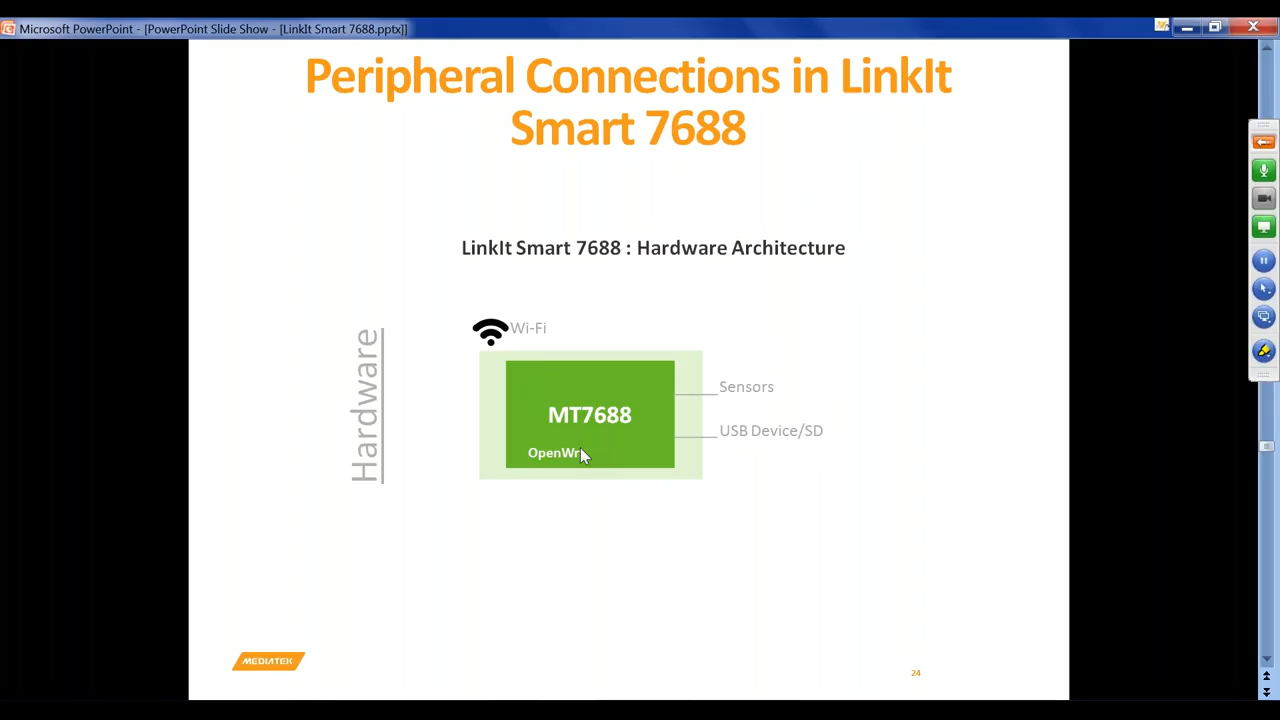 Microsoft PowerPoint - [PowerPoint Slide Show - [LinkIt Smart 7688.pptx]]
Peripheral Connections in LinkIt
Smart 7688
LinkIt Smart 7688 : Hardware Architecture
Hardware
Wi-Fi
MT7688
OpenWr
Sensors
USB Device/SD
MEDIATEK
24